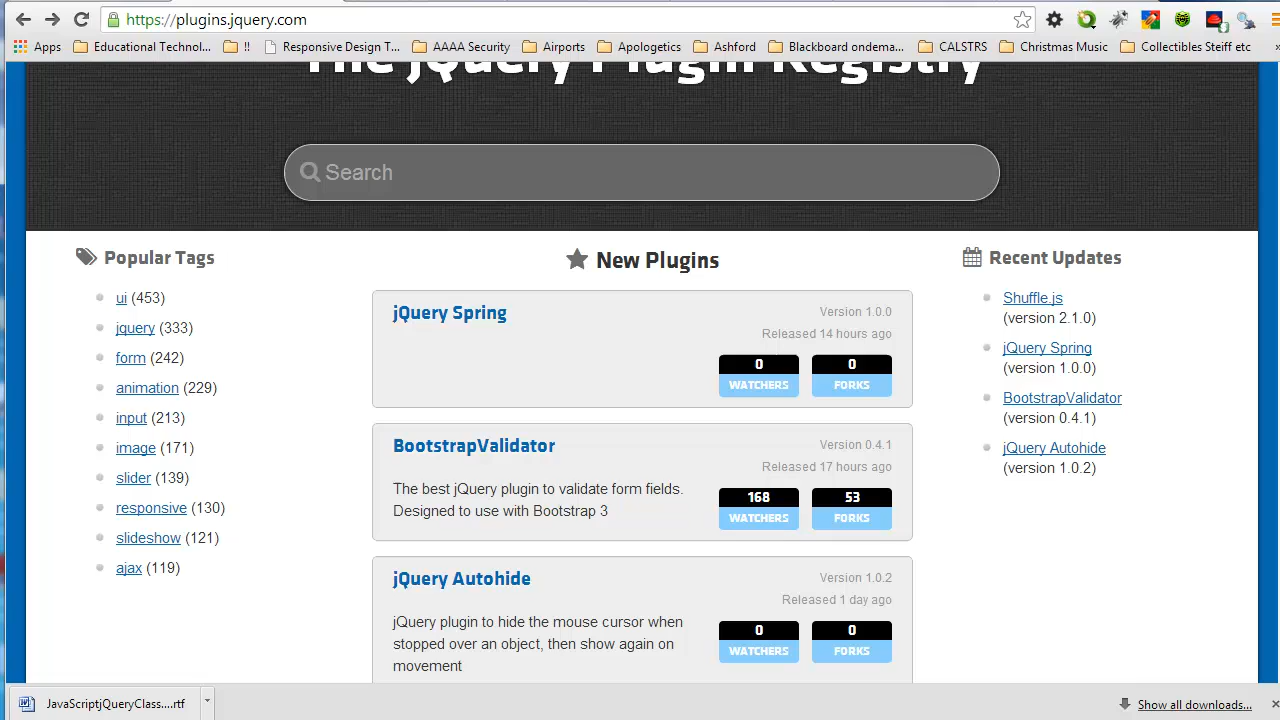 https://plugins.jquery.com
Apps Educational Technol... !! Responsive Design T... AAAA Security Airports Apologetics Ashford Blackboard ondem... CALSTRS Christmas Music Collectibles Steiff etc
The jQuery Plugin Registry
Search
Popular Tags
ui (453)
jquery (333)
form (242)
animation (229)
input (213)
image (171)
slider (139)
responsive (130)
slideshow (121)
ajax (119)
New Plugins
jQuery Spring
Version 1.0.0
Released 14 hours ago
0 0
WATCHERS FORKS
BootstrapValidator
Version 0.4.1
Released 17 hours ago
The best jQuery plugin to validate form fields.
Designed to use with Bootstrap 3
168 53
WATCHERS FORKS
jQuery Autohide
Version 1.0.2
Released 1 day ago
jQuery plugin to hide the mouse cursor when
stopped over an object, then show again on
movement
0 0
WATCHERS FORKS
Recent Updates
Shuffle.js
(version 2.1.0)
jQuery Spring
(version 1.0.0)
BootstrapValidator
(version 0.4.1)
jQuery Autohide
(version 1.0.2)
JavaScriptjQueryClass....rtf
Show all downloads...